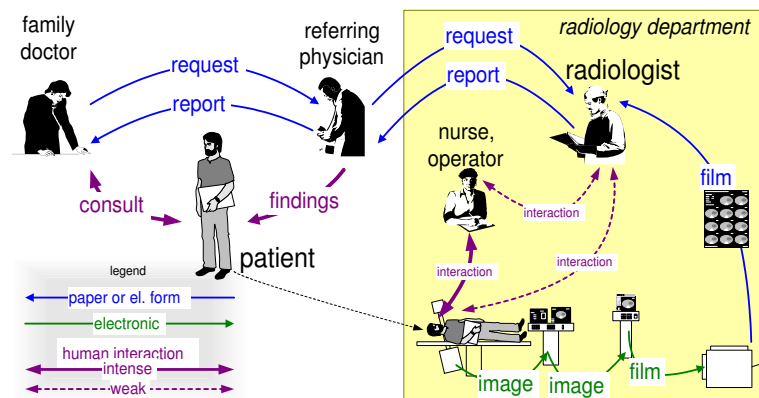 family
doctor
referring
physician
radiology department
request
request
radiologist
report
report
nurse,
operator
film
consult
findings
interaction
interaction
patient
interaction
legend
paper or el. form
electronic
human interaction
intense
weak
image
image
film